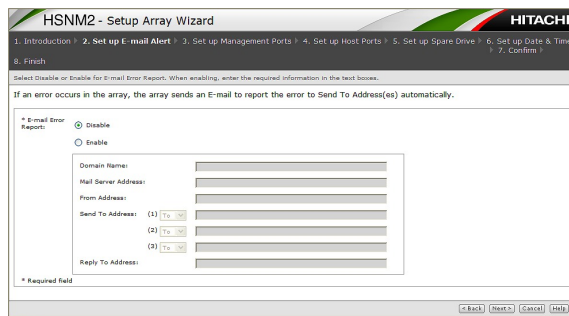 HSNM2 - Setup Array Wizard
HITACHI
1. Introduction 2. Set up E-mail Alert 3. Set up Management Ports 4. Set up Host Ports 5. Set up Spare Drive 6. Set up Date & Time
7. Confirm
8. Finish
Select Disable or Enable for E-mail Error Report. When enabling, enter the required information in the text boxes.
If an error occurs in the array, the array sends an E-mail to report the error to Send To Address(es) automatically.
* E-mail Error
Report:
Disable
Enable
Domain Name:
Mail Server Address:
From Address:
Send To Address: (1) To
(2) To
(3) To
Reply To Address:
* Required field
< Back Next > Cancel Help